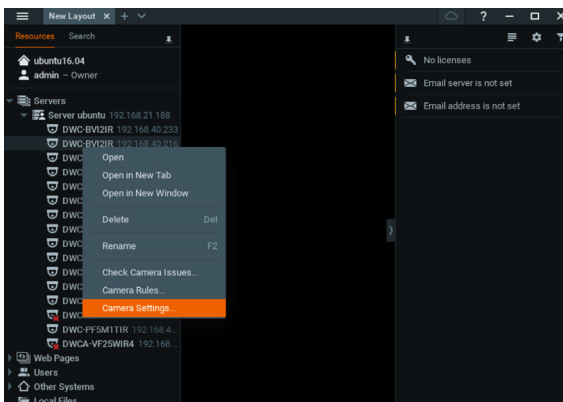 New Layout
Resources Search
ubuntu16.04
admin – Owner
Servers
Server ubuntu 192.168.21.188
DWC-BVI2IR 192.168.40.233
DWC-BVI2IR 192.168.40.216
DWC
DWC
DWC
DWC
DWC
DWC
DWC
DWC
DWC
DWC
DWC
DWC
DWC-PF5M1TIR 192.168.4...
DWCA-VF25WIR4 192.168...
Web Pages
Users
Other Systems
Local Files
Open
Open in New Tab
Open in New Window
Delete Del
Rename F2
Check Camera Issues...
Camera Rules...
Camera Settings...
?
No licenses
Email server is not set
Email address is not set